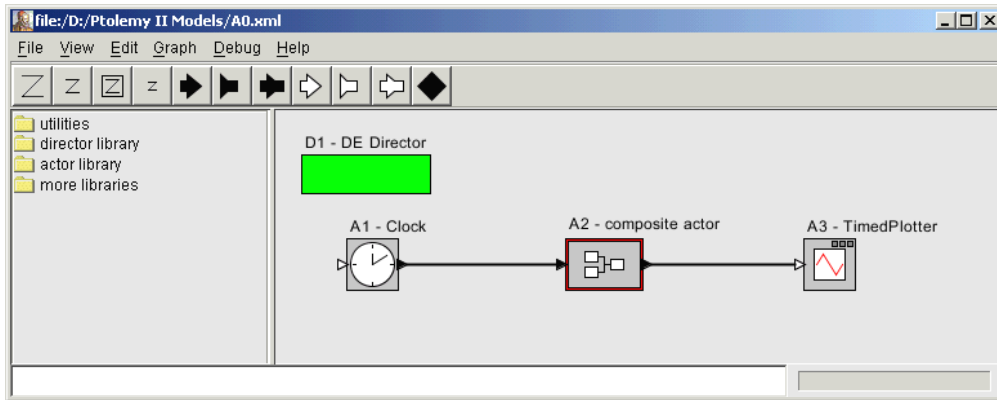 file:/D:/Ptolemy II Models/A0.xml
File View Edit Graph Debug Help
Z Z Z z
utilities
director library
actor library
more libraries
D1 - DE Director
A1 - Clock
A2 - composite actor
A3 - TimedPlotter